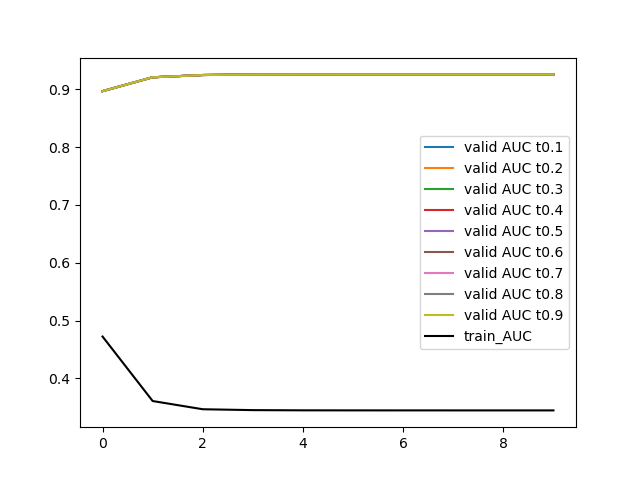 0.9
0.8
0.7
0.6
0.5
0.4
valid AUC t0.1
valid AUC t0.2
valid AUC t0.3
valid AUC t0.4
valid AUC t0.5
valid AUC t0.6
valid AUC t0.7
valid AUC t0.8
valid AUC t0.9
train_AUC
0 2 4 6 8